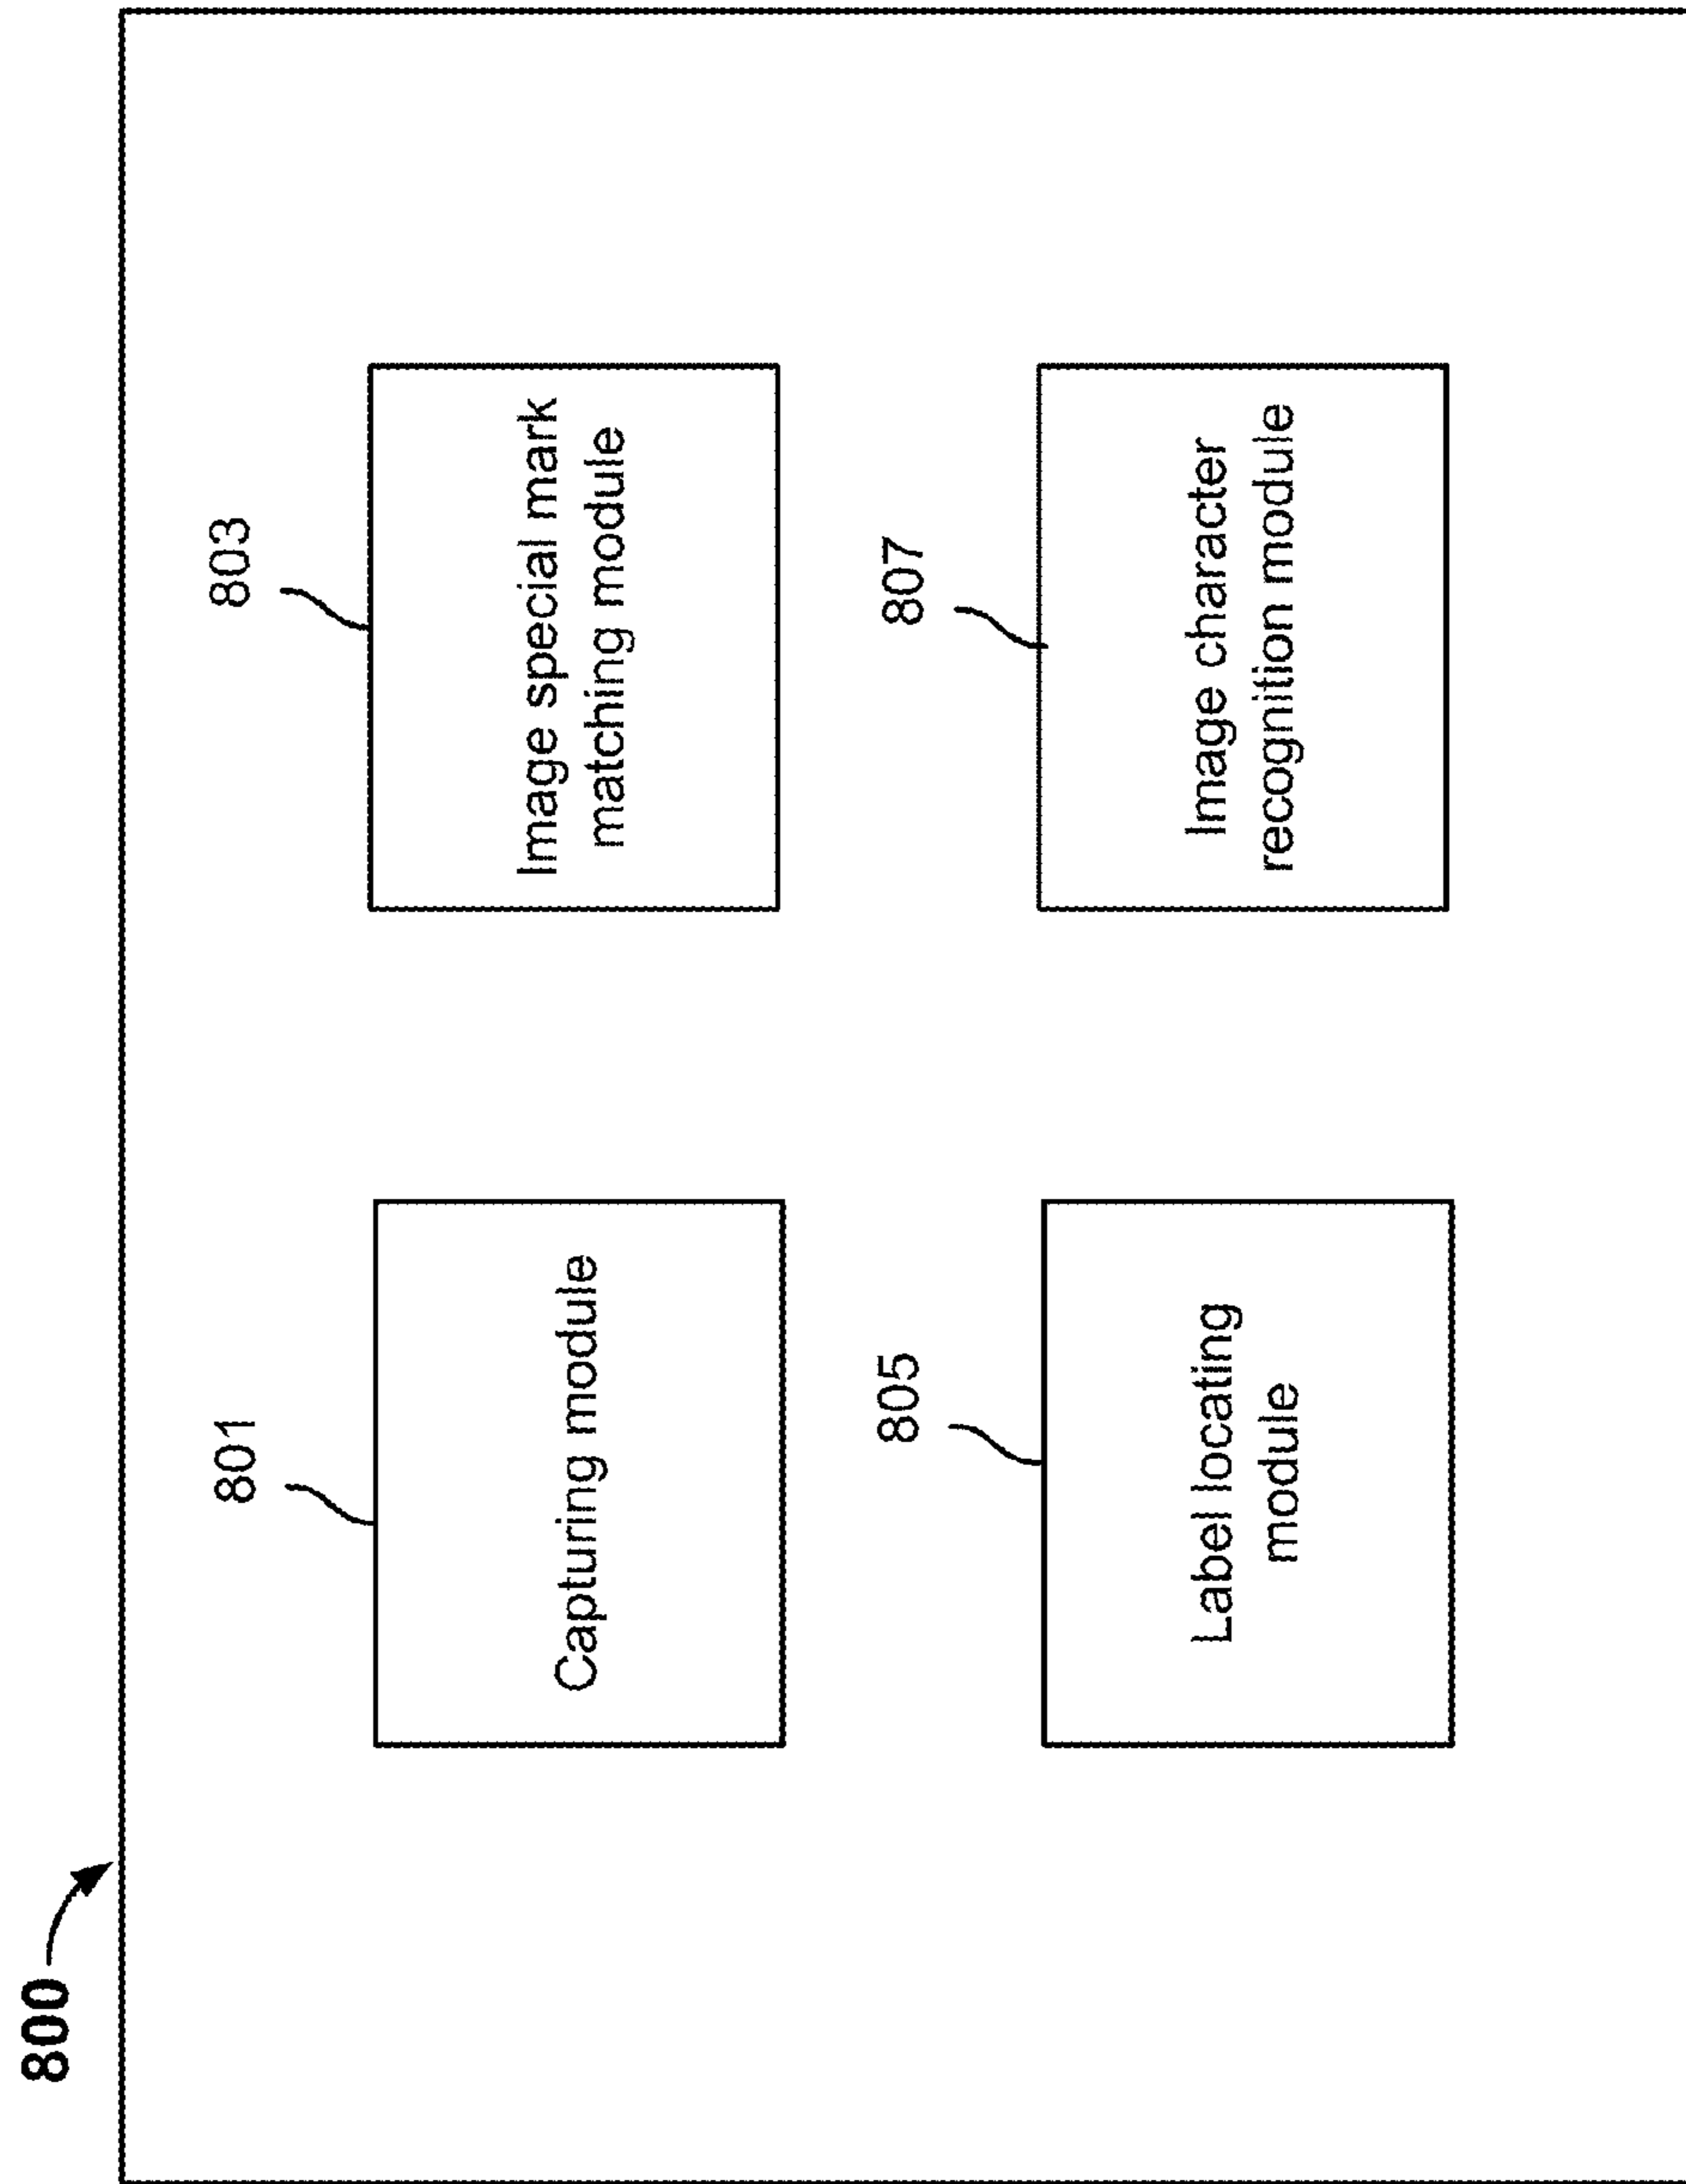 800
801
Capturing module
803
Image special mark
matching module
805
Label locating
module
807
Image character
recognition module